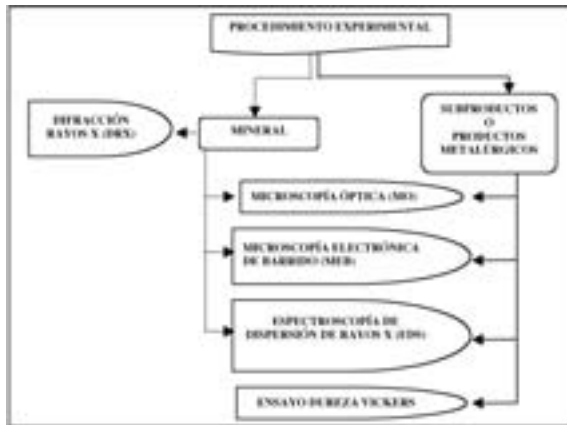 PROCEDIMIENTO EXPERIMENTAL
DIFRACCIÓN
RAYOS X (DRX)
MINERAL
SUBPRODUCTOS
O
PRODUCTOS
METALÚRGICOS
MICROSCOPÍA ÓPTICA (MO)
MICROSCOPÍA ELECTRÓNICA
DE BARRIDO (MEB)
ESPECTROSCOPÍA DE
DISPERSIÓN DE RAYOS X (EDS)
ENSAYO DUREZA VICKERS